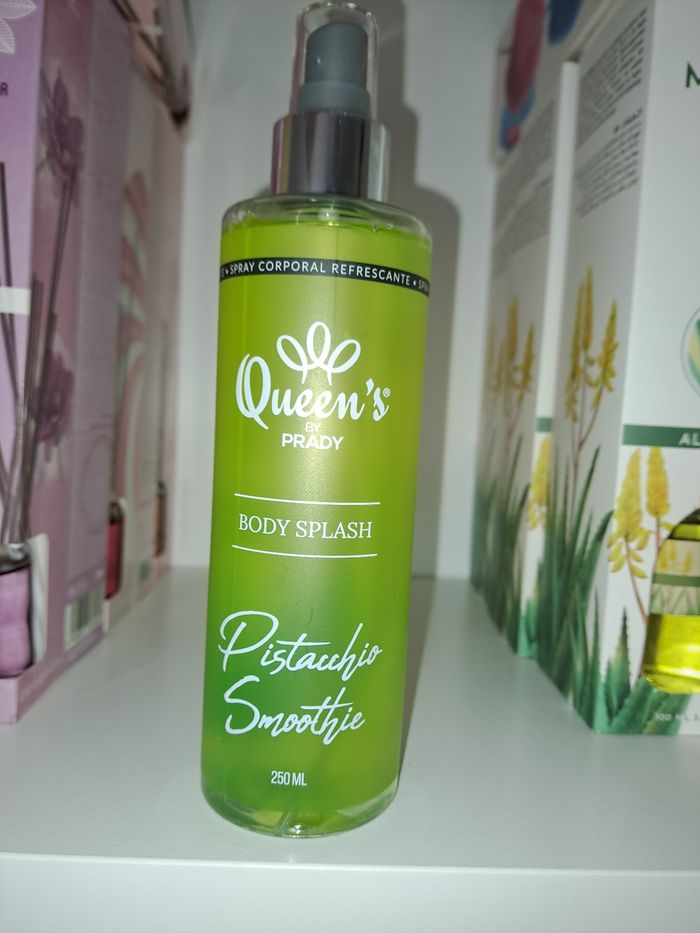 • SPRAY CORPORAL REFRESCANTE •
Queen's®
BY
PRADY
BODY SPLASH
Pistacchio
Smoothie
250 ML